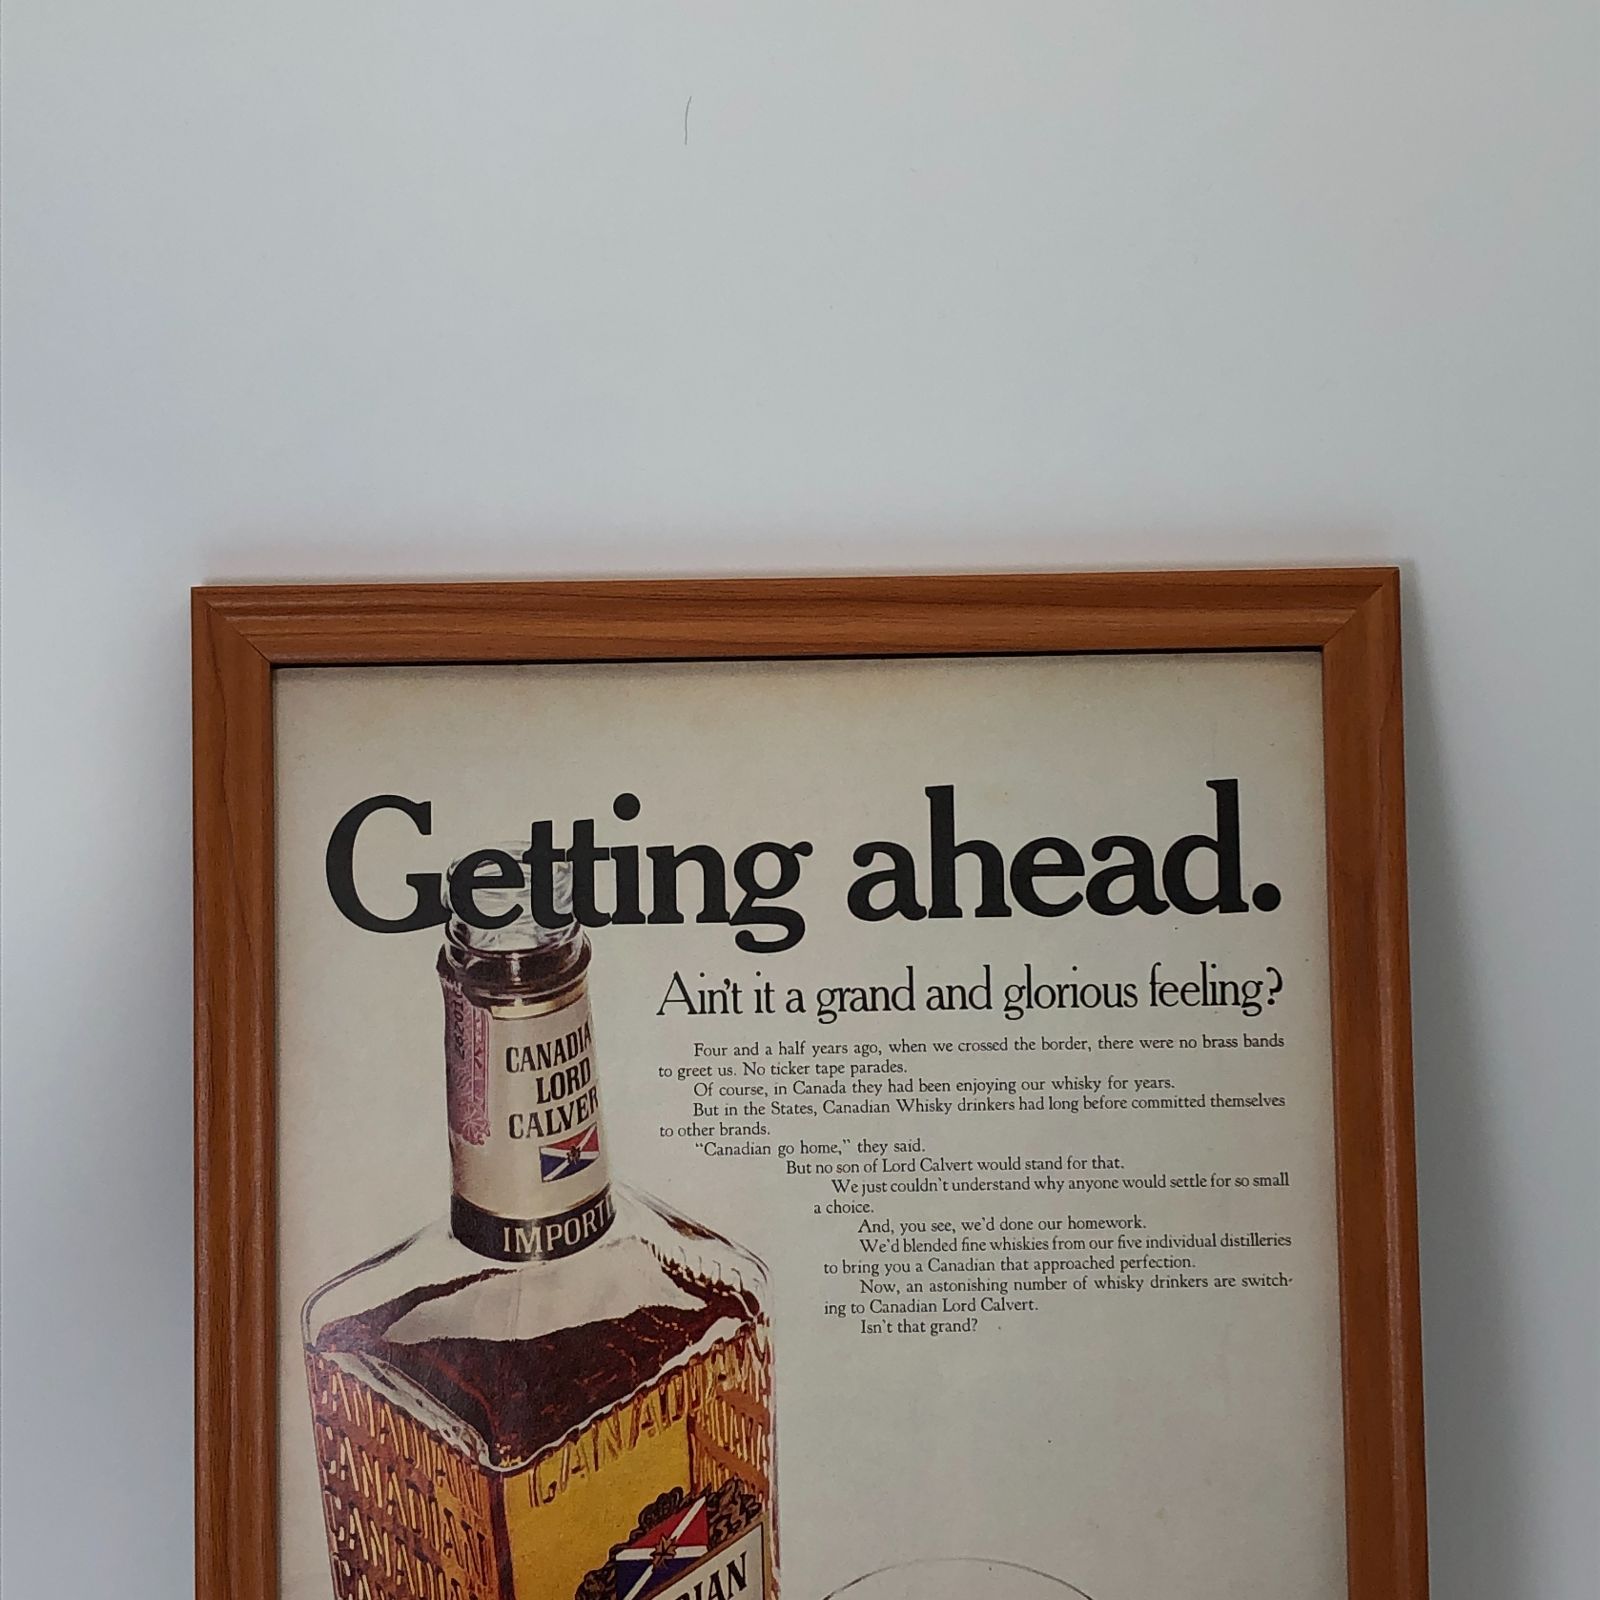 Getting ahead.
Ain't it a grand and glorious feeling?
Four and a half years ago, when we crossed the border, there were no brass bands
to greet us. No ticker tape parades.
Of course, in Canada they had been enjoying our whisky for years.
But in the States, Canadian Whisky drinkers had long before committed themselves
to other brands.
"Canadian go home," they said.
But no son of Lord Calvert would stand for that.
We just couldn't understand why anyone would settle for so small
a choice.
And, you see, we'd done our homework.
We'd blended fine whiskies from our five individual distilleries
to bring you a Canadian that approached perfection.
Now, an astonishing number of whisky drinkers are switch-
ing to Canadian Lord Calvert.
Isn't that grand?
CANADIA
LORD
CALVER
IMPORT
CANADIAN
CANADIAN